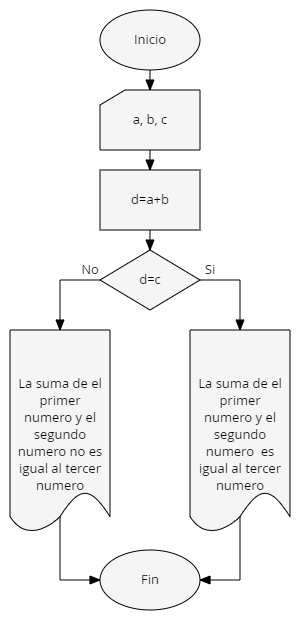 Inicio
a, b, c
d=a+b
d=c
No
Si
La suma de el
primer
numero y el
segundo
numero no es
igual al tercer
numero
La suma de el
primer
numero y el
segundo
numero  es
igual al tercer
numero
Fin